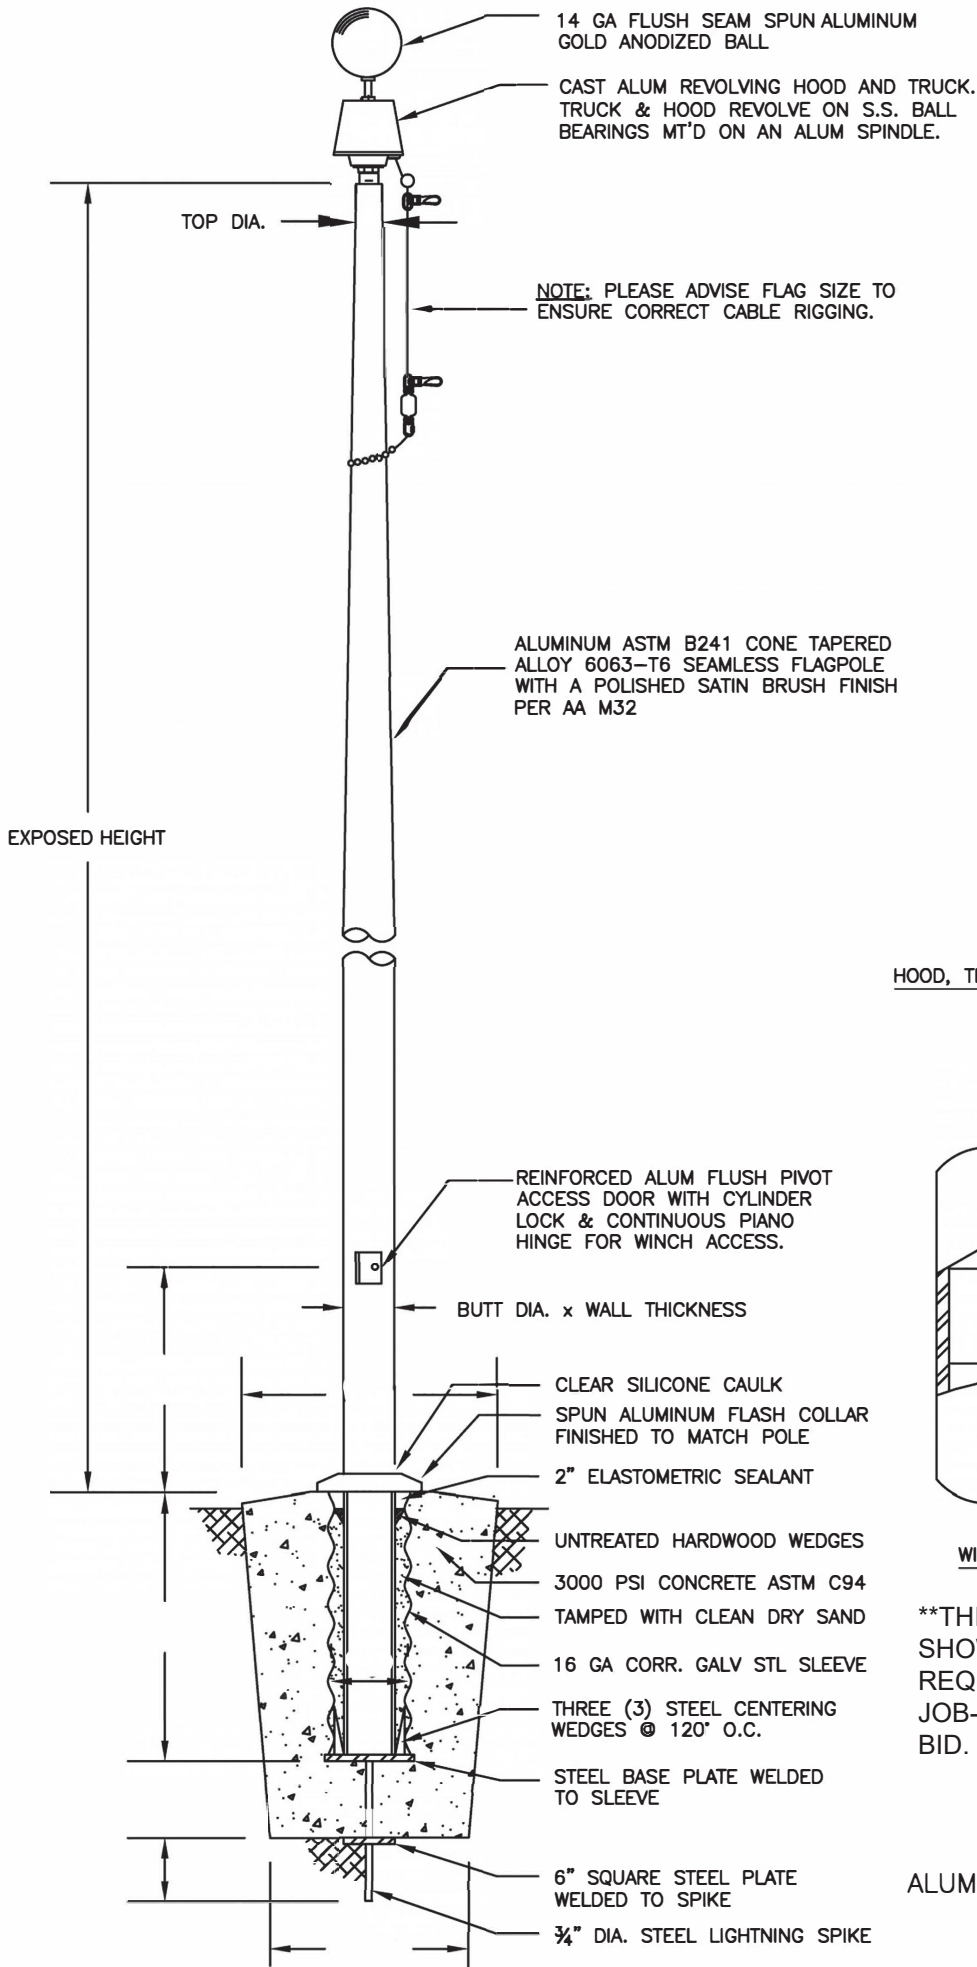 14 GA FLUSH SEAM SPUN ALUMINUM
GOLD ANODIZED BALL
CAST ALUM REVOLVING HOOD AND TRUCK.
TRUCK & HOOD REVOLVE ON S.S. BALL
BEARINGS MT'D ON AN ALUM SPINDLE.
TOP DIA.
NOTE: PLEASE ADVISE FLAG SIZE TO
ENSURE CORRECT CABLE RIGGING.
ALUMINUM ASTM B241 CONE TAPERED
ALLOY 6063-T6 SEAMLESS FLAGPOLE
WITH A POLISHED SATIN BRUSH FINISH
PER AA M32
EXPOSED HEIGHT
HOOD,
REINFORCED ALUM FLUSH PIVOT
ACCESS DOOR WITH CYLINDER
LOCK & CONTINUOUS PIANO
HINGE FOR WINCH ACCESS.
BUTT DIA. x WALL THICKNESS
CLEAR SILICONE CAULK
SPUN ALUMINUM FLASH COLLAR
FINISHED TO MATCH POLE
2" ELASTOMETRIC SEALANT
UNTREATED HARDWOOD WEDGES
3000 PSI CONCRETE ASTM C94
TAMPED WITH CLEAN DRY SAND
16 GA CORR. GALV STL SLEEVE
THREE (3) STEEL CENTERING
WEDGES @ 120° O.C.
STEEL BASE PLATE WELDED
TO SLEEVE
6" SQUARE STEEL PLATE
WELDED TO SPIKE
¾" DIA. STEEL LIGHTNING SPIKE
JOB-
BID.
ALUM